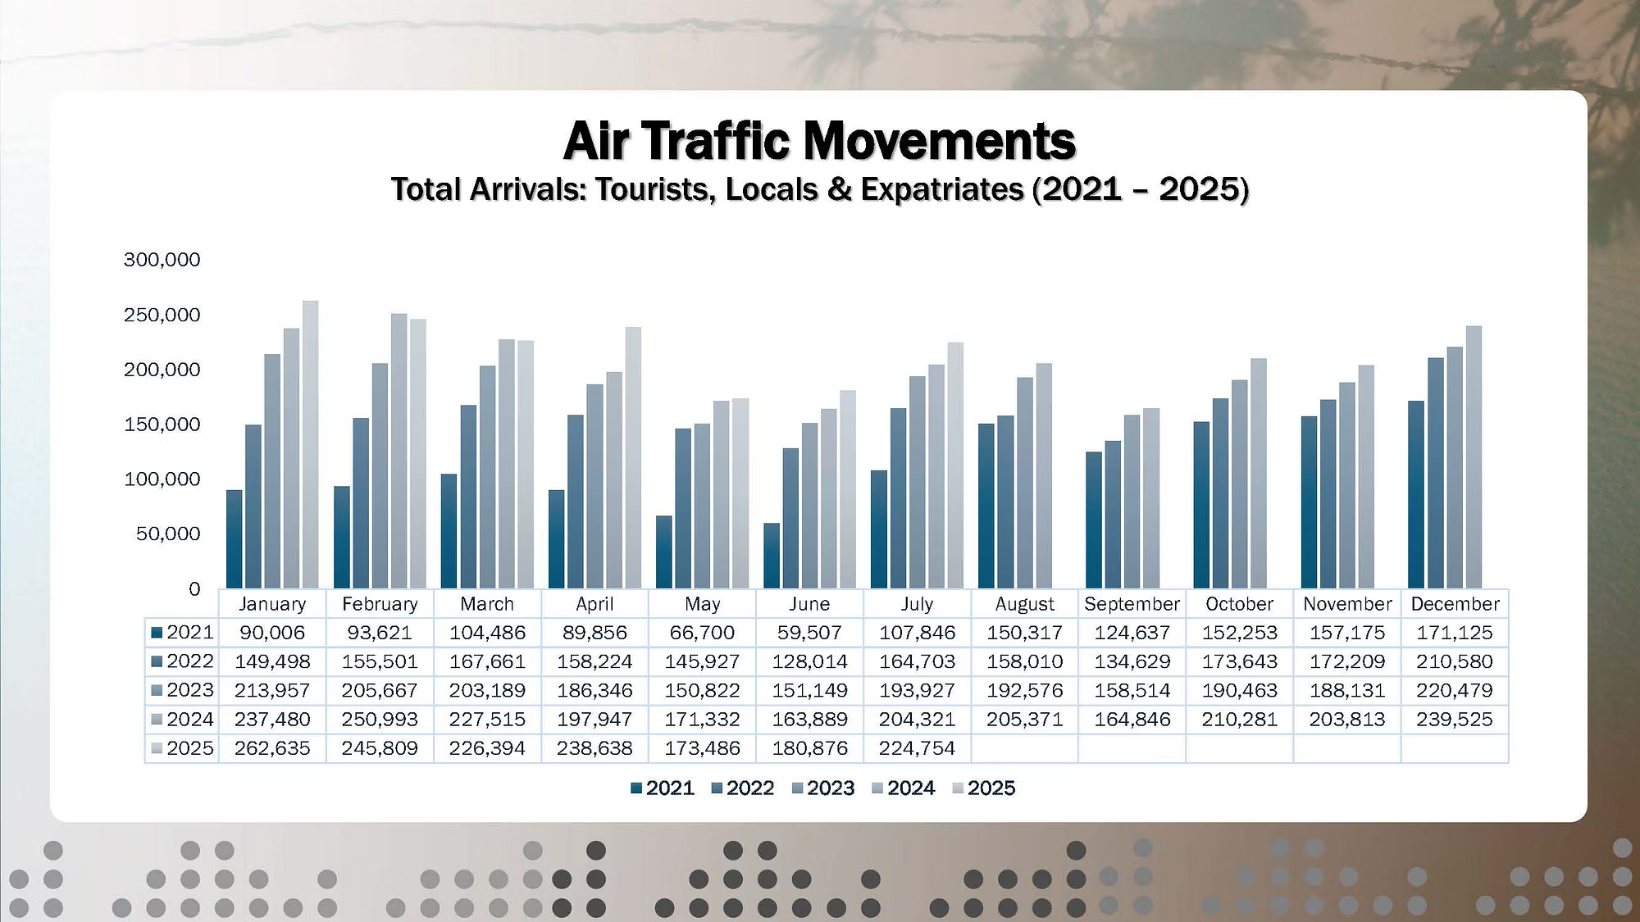 Air Traffic Movements
Total Arrivals: Tourists, Locals & Expatriates (2021 – 2025)
300,000
250,000
200,000
150,000
100,000
50,000
0
January February March April May June July August September October November December
2021 90,006 93,621 104,486 89,856 66,700 59,507 107,846 150,317 124,637 152,253 157,175 171,125
2022 149,498 155,501 167,661 158,224 145,927 128,014 164,703 158,010 134,629 173,643 172,209 210,580
2023 213,957 205,667 203,189 186,346 150,822 151,149 193,927 192,576 158,514 190,463 188,131 220,479
2024 237,480 250,993 227,515 197,947 171,332 163,889 204,321 205,371 164,846 210,281 203,813 239,525
2025 262,635 245,809 226,394 238,638 173,486 180,876 224,754
2021 2022 2023 2024 2025